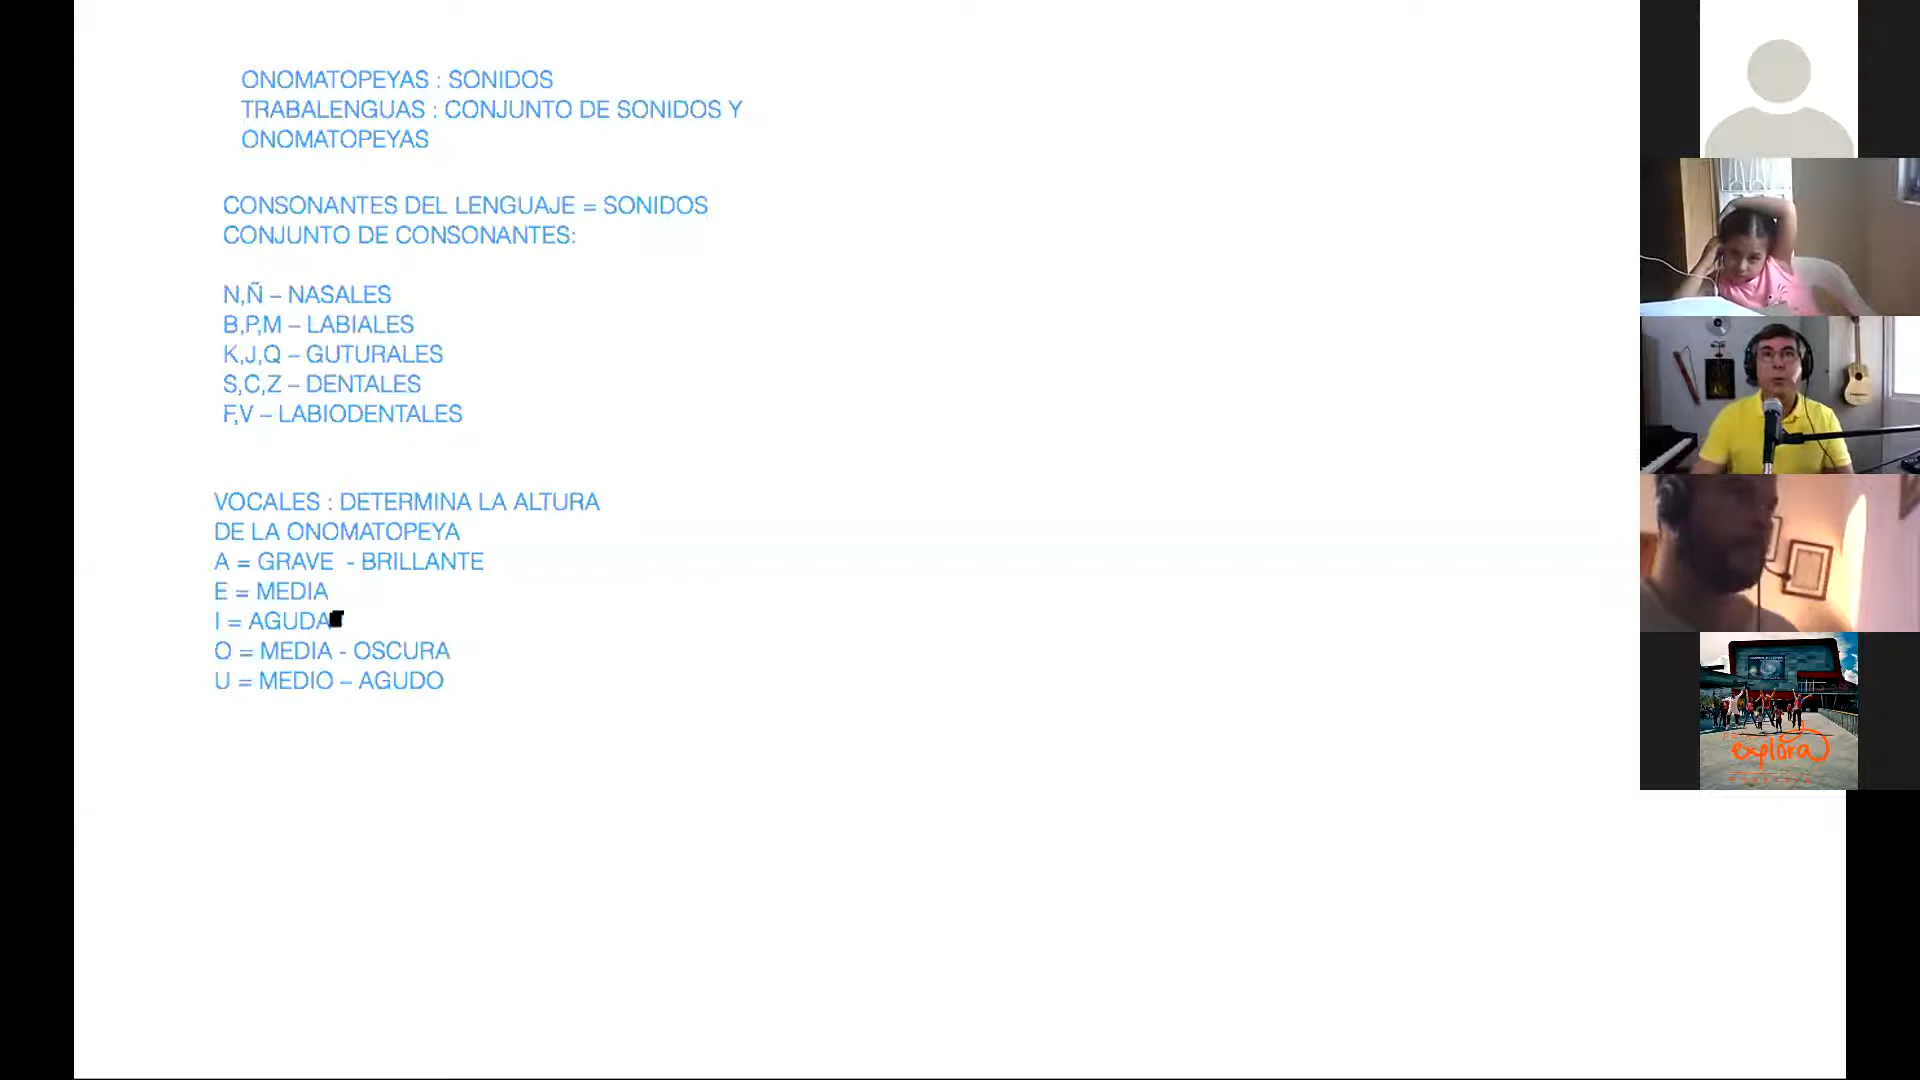 ONOMATOPEYAS : SONIDOS
TRABALENGUAS : CONJUNTO DE SONIDOS Y
ONOMATOPEYAS
CONSONANTES DEL LENGUAJE = SONIDOS
CONJUNTO DE CONSONANTES:
N,Ñ – NASALES
B,P,M – LABIALES
K,J,Q – GUTURALES
S,C,Z – DENTALES
F,V – LABIODENTALES
VOCALES : DETERMINA LA ALTURA
DE LA ONOMATOPEYA
A = GRAVE - BRILLANTE
E = MEDIA
I = AGUDA
O = MEDIA - OSCURA
U = MEDIO – AGUDO
explora